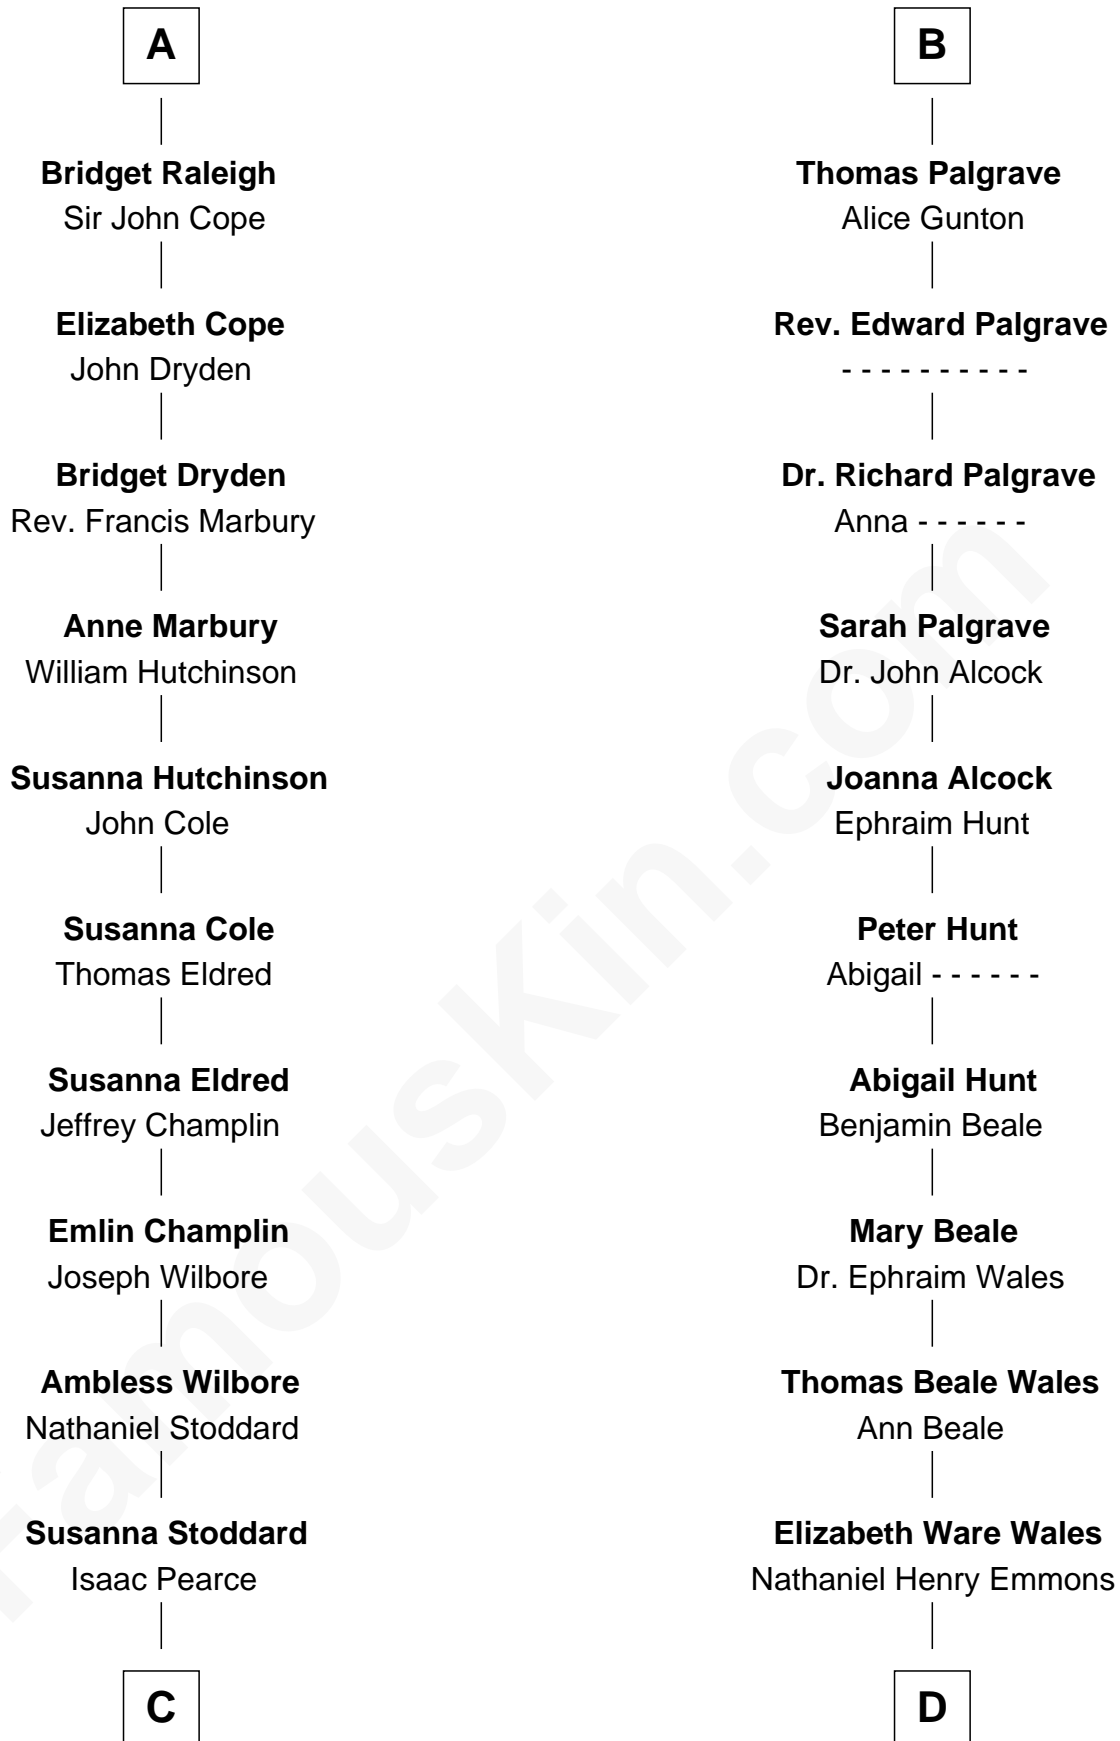 A
Bridget Raleigh
Sir John Cope
Elizabeth Cope
John Dryden
Bridget Dryden
Rev. Francis Marbury
Anne Marbury
William Hutchinson
Susanna Hutchinson
John Cole
Susanna Cole
Thomas Eldred
Susanna Eldred
Jeffrey Champlin
Emlin Champlin
Joseph Wilbore
Ambless Wilbore
Nathaniel Stoddard
Susanna Stoddard
Isaac Pearce
C
B
Thomas Palgrave
Alice Gunton
Rev. Edward Palgrave
- - - - - - - - - -
Dr. Richard Palgrave
Anna - - - - - -
Sarah Palgrave
Dr. John Alcock
Joanna Alcock
Ephraim Hunt
Peter Hunt
Abigail - - - - - -
Abigail Hunt
Benjamin Beale
Mary Beale
Dr. Ephraim Wales
Thomas Beale Wales
Ann Beale
Elizabeth Ware Wales
Nathaniel Henry Emmons
D
FamousKin.com